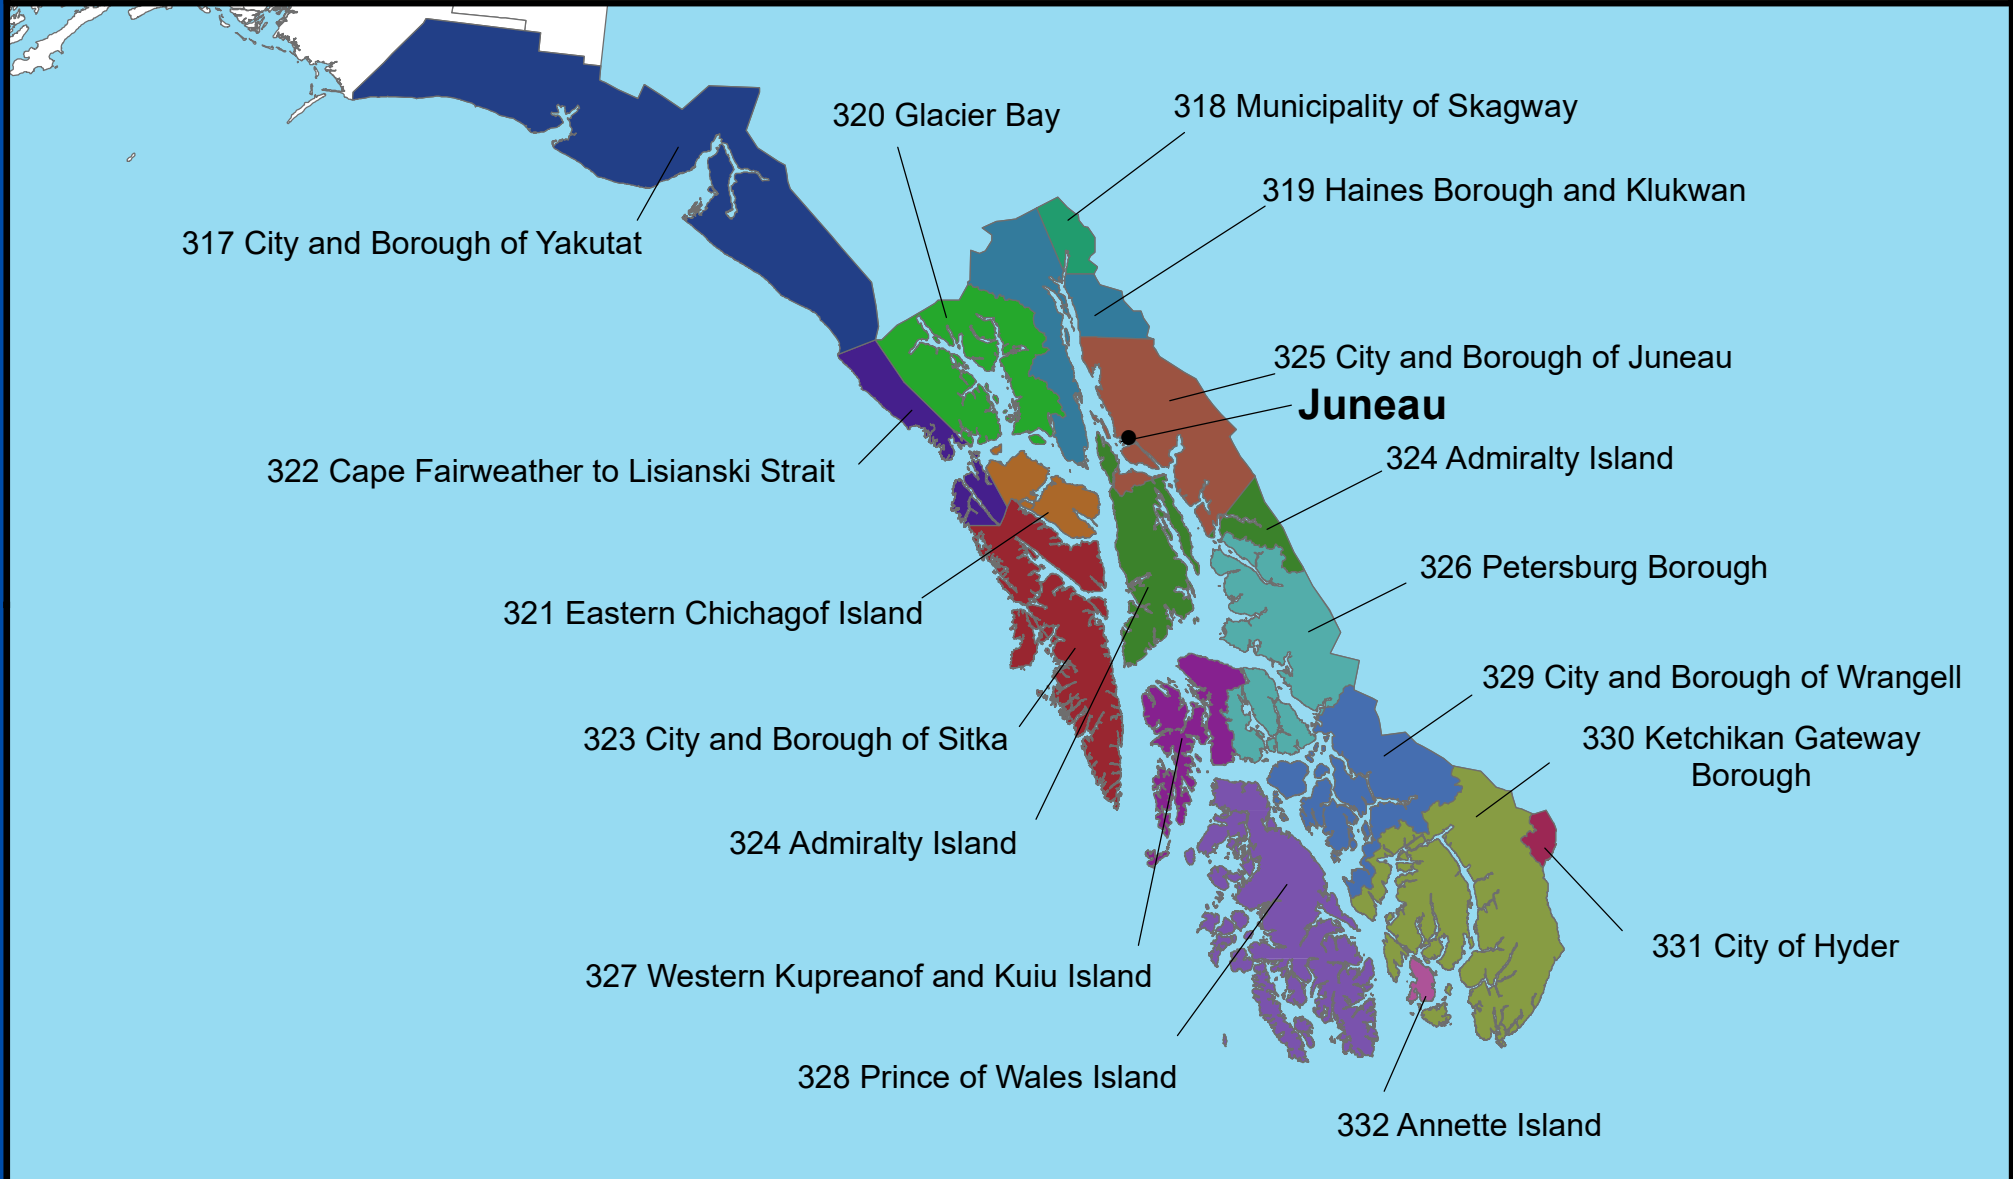 320 Glacier Bay
318 Municipality of Skagway
319 Haines Borough and Klukwan
317 City and Borough of Yakutat
325 City and Borough of Juneau
Juneau
322 Cape Fairweather to Lisianski Strait
324 Admiralty Island
326 Petersburg Borough
321 Eastern Chichagof Island
329 City and Borough of Wrangell
323 City and Borough of Sitka
330 Ketchikan Gateway
Borough
324 Admiralty Island
331 City of Hyder
327 Western Kupreanof and Kuiu Island
328 Prince of Wales Island
332 Annette Island